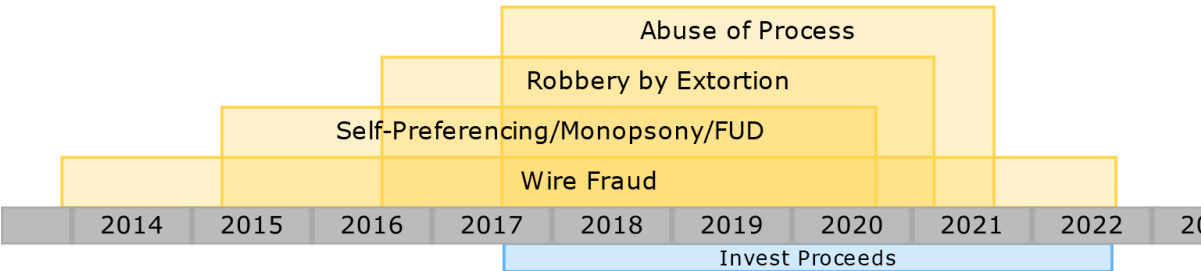 Abuse of Process
Robbery by Extortion
Self-Preferencing/Monopsony/FUD
Wire Fraud
2014 2015 2016 2017 2018 2019 2020 2021 2022
Invest Proceeds